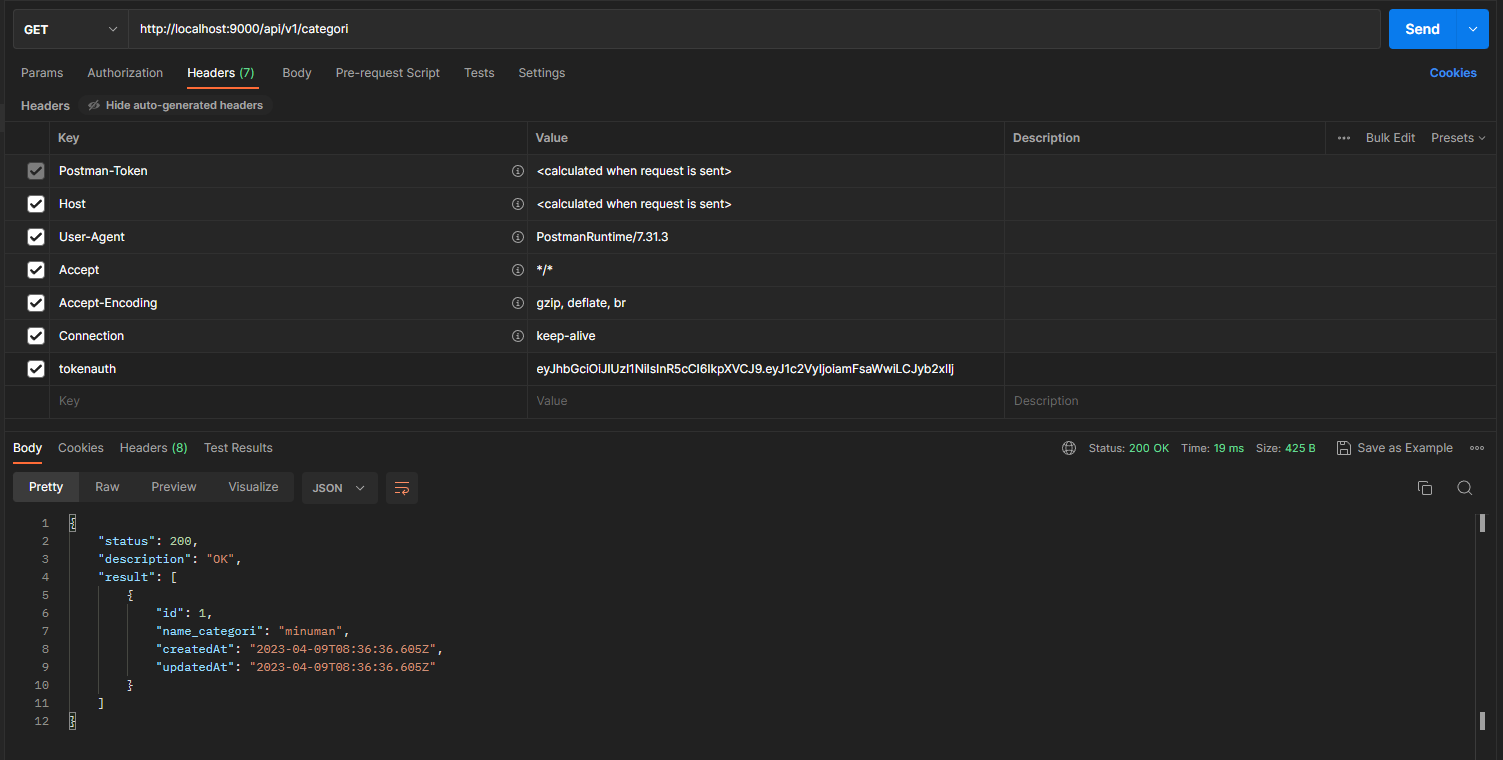 GET http://localhost:9000/api/v1/categori Send
Params Authorization Headers (7) Body Pre-request Script Tests Settings Cookies
Headers Hide auto-generated headers
Key Value Description Bulk Edit Presets
Postman-Token <calculated when request is sent>
Host <calculated when request is sent>
User-Agent PostmanRuntime/7.31.3
Accept */*
Accept-Encoding gzip, deflate, br
Connection keep-alive
tokenauth eyJhbGciOiJIUzI1NiIsInR5cCI6IkpXVCJ9.eyJ1c2VyIjoiamFsaWwiLCJyb2xlIj
Key Value Description
Body Cookies Headers (8) Test Results Status: 200 OK Time: 19 ms Size: 425 B Save as Example
Pretty Raw Preview Visualize JSON
1 {
2 "status": 200,
3 "description": "OK",
4 "result": [
5 {
6 "id": 1,
7 "name_categori": "minuman",
8 "createdAt": "2023-04-09T08:36:36.605Z",
9 "updatedAt": "2023-04-09T08:36:36.605Z"
10 }
11 ]
12 }